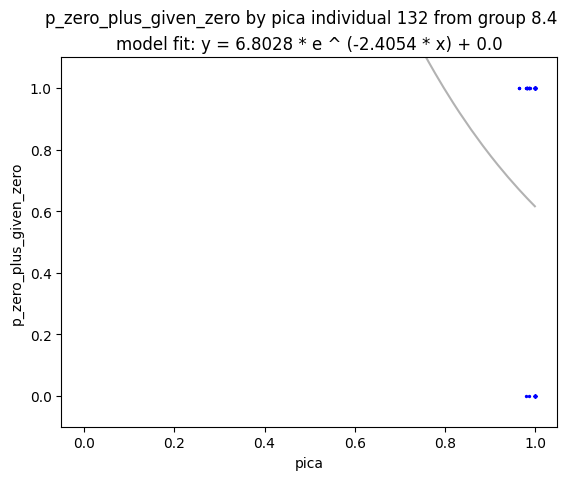 p_zero_plus_given_zero by pica individual 132 from group 8.4
model fit: y = 6.8028 * e ^ (-2.4054 * x) + 0.0
1.0
0.8
0.6
0.4
0.2
0.0
p_zero_plus_given_zero
0.0 0.2 0.4 0.6 0.8 1.0
pica